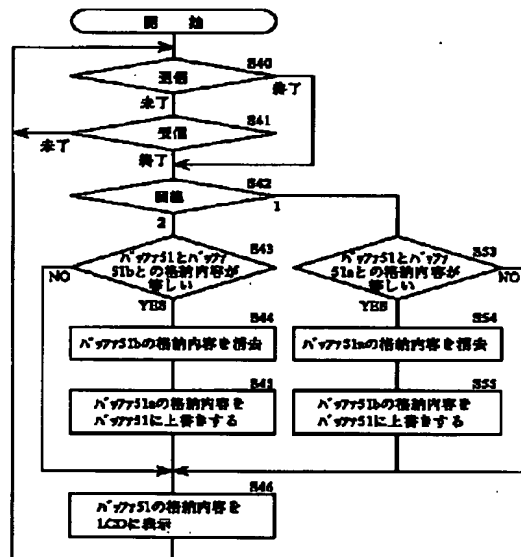 開 始
S40
送信
終了
未了
S41
受信
未了
終了
S42
回線
1
2
S43
バッファ51とバッファ
51bとの格納内容が
等しい
NO
YES
S53
バッファ51とバッファ
51aとの格納内容が
等しい
NO
YES
S44
バッファ51bの格納内容を消去
S54
バッファ51aの格納内容を消去
S45
バッファ51aの格納内容を
バッファ51に上書きする
S55
バッファ51bの格納内容を
バッファ51に上書きする
S46
バッファ51の格納内容を
LCDに表示